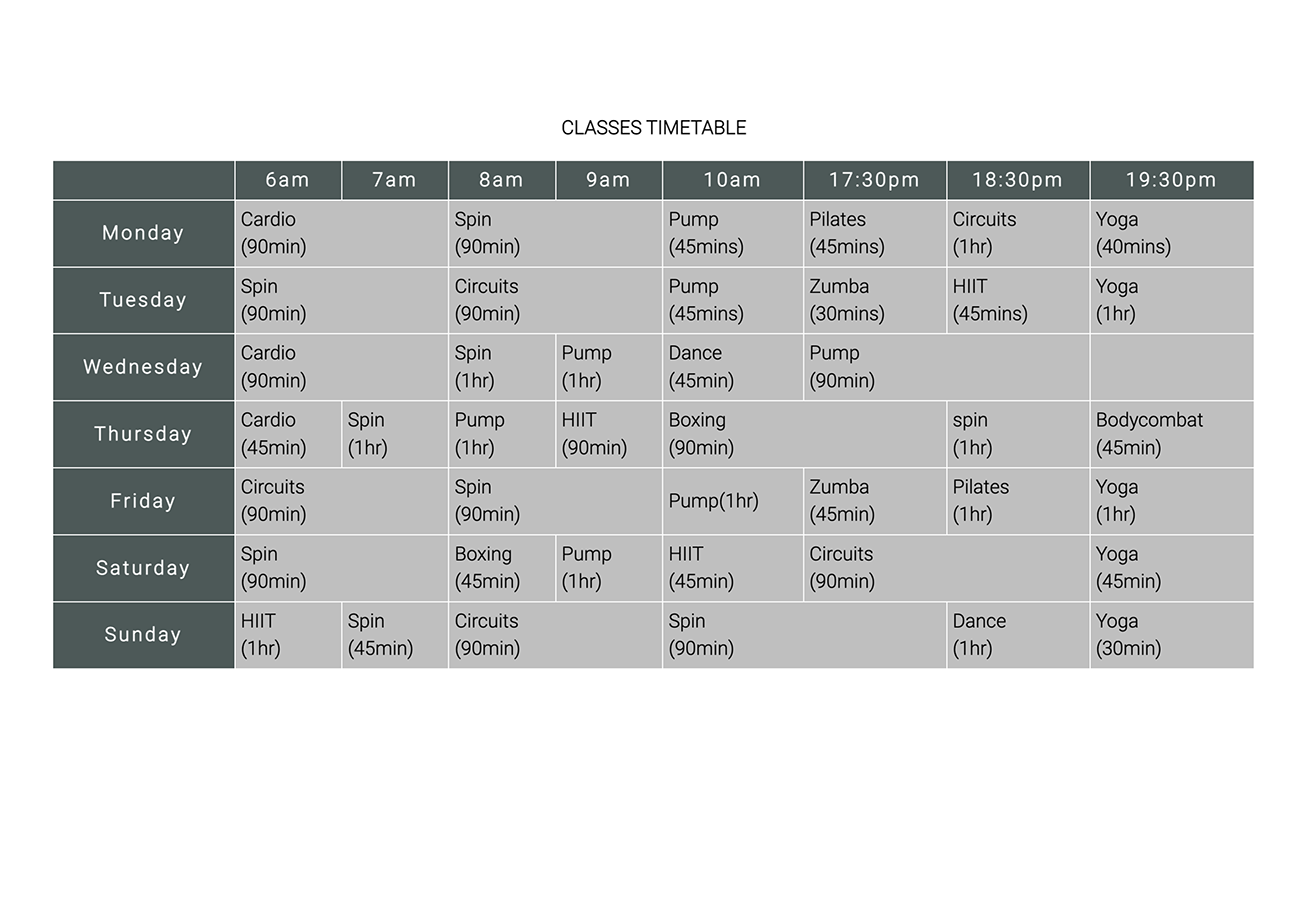 CLASSES TIMETABLE
6am 7am 8am 9am 10am 17:30pm 18:30pm 19:30pm
Monday
Cardio
(90min)
Spin
(90min)
Pump
(45mins)
Pilates
(45mins)
Circuits
(1hr)
Yoga
(40mins)
Tuesday
Spin
(90min)
Circuits
(90min)
Pump
(45mins)
Zumba
(30mins)
HIIT
(45mins)
Yoga
(1hr)
Wednesday
Cardio
(90min)
Spin
(1hr)
Pump
(1hr)
Dance
(45min)
Pump
(90min)
Thursday
Cardio
(45min)
Spin
(1hr)
Pump
(1hr)
HIIT
(90min)
Boxing
(90min)
spin
(1hr)
Bodycombat
(45min)
Friday
Circuits
(90min)
Spin
(90min)
Pump(1hr)
Zumba
(45min)
Pilates
(1hr)
Yoga
(1hr)
Saturday
Spin
(90min)
Boxing
(45min)
Pump
(1hr)
HIIT
(45min)
Circuits
(90min)
Yoga
(45min)
Sunday
HIIT
(1hr)
Spin
(45min)
Circuits
(90min)
Spin
(90min)
Dance
(1hr)
Yoga
(30min)